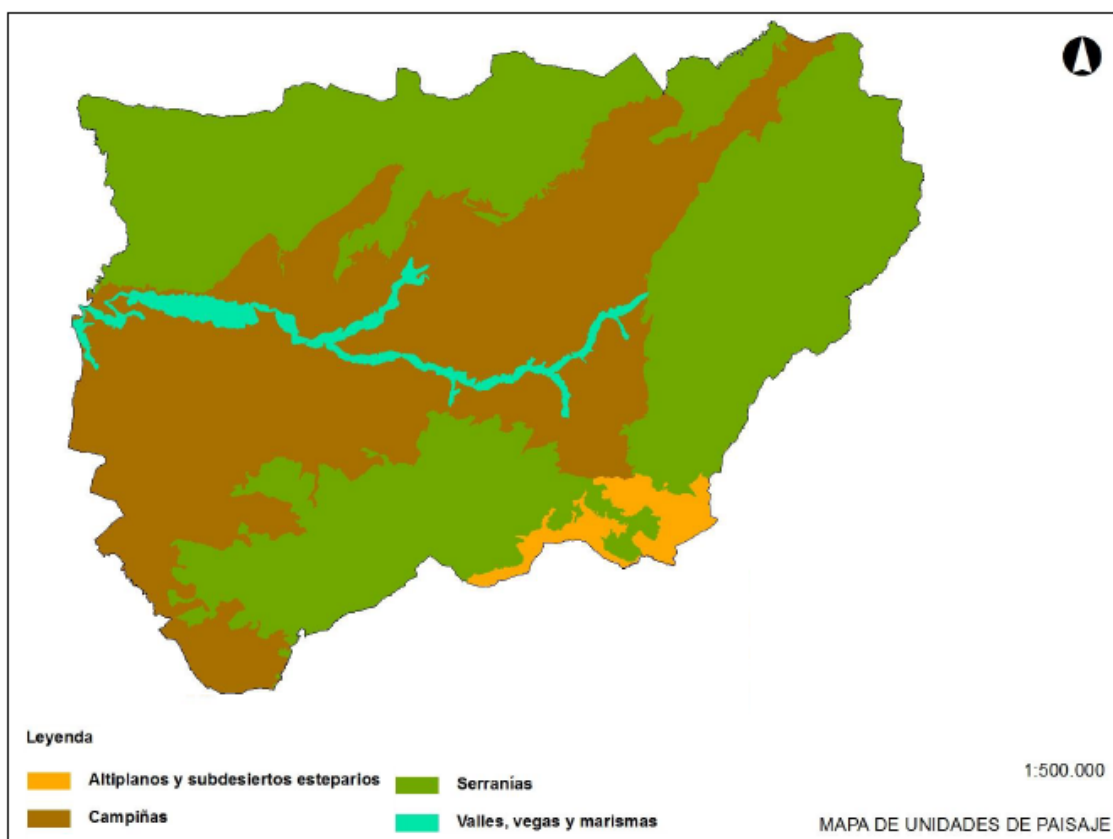 Leyenda
Altiplanos y subdesiertos esteparios
Serranías
Campiñas
Valles, vegas y marismas
1:500.000
MAPA DE UNIDADES DE PAISAJE